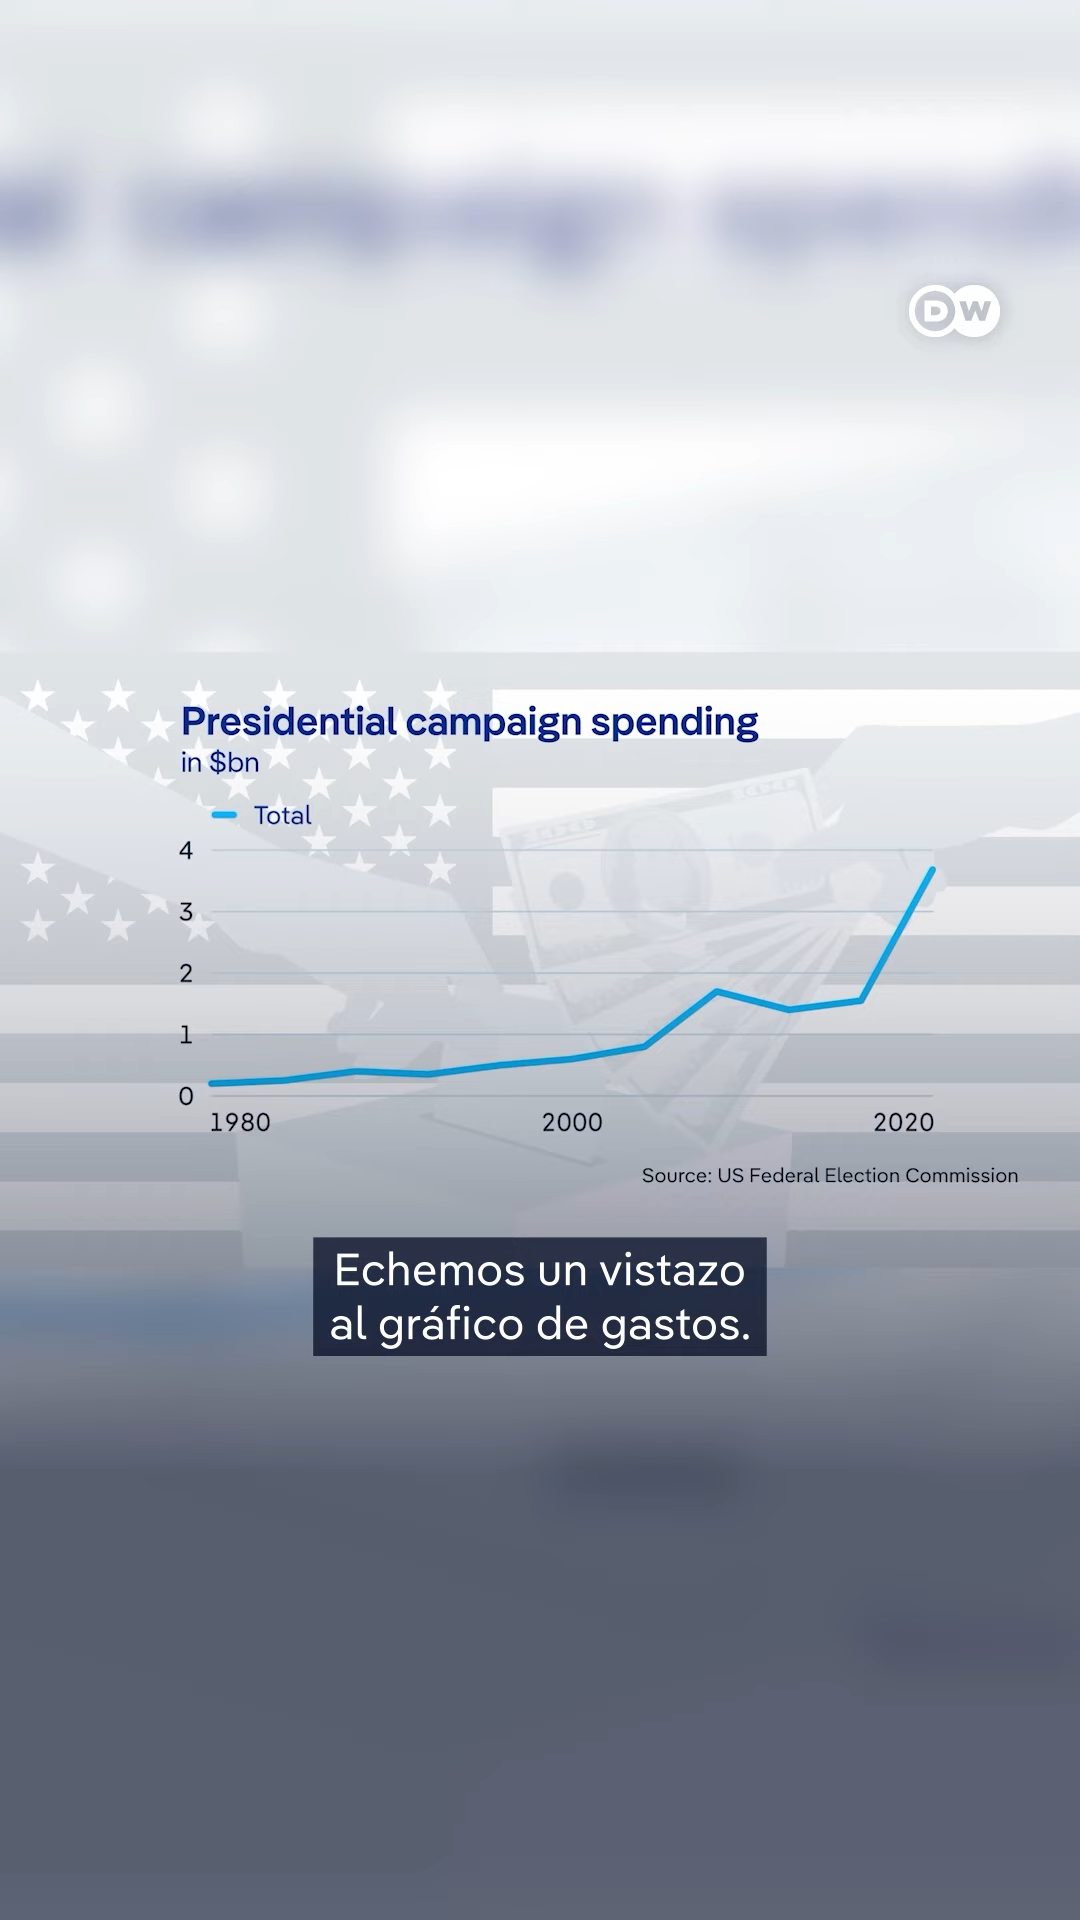 DW
Presidential campaign spending
in $bn
Total
4
3
2
1
0
1980 2000 2020
Source: US Federal Election Commission
Echemos un vistazo
al gráfico de gastos.